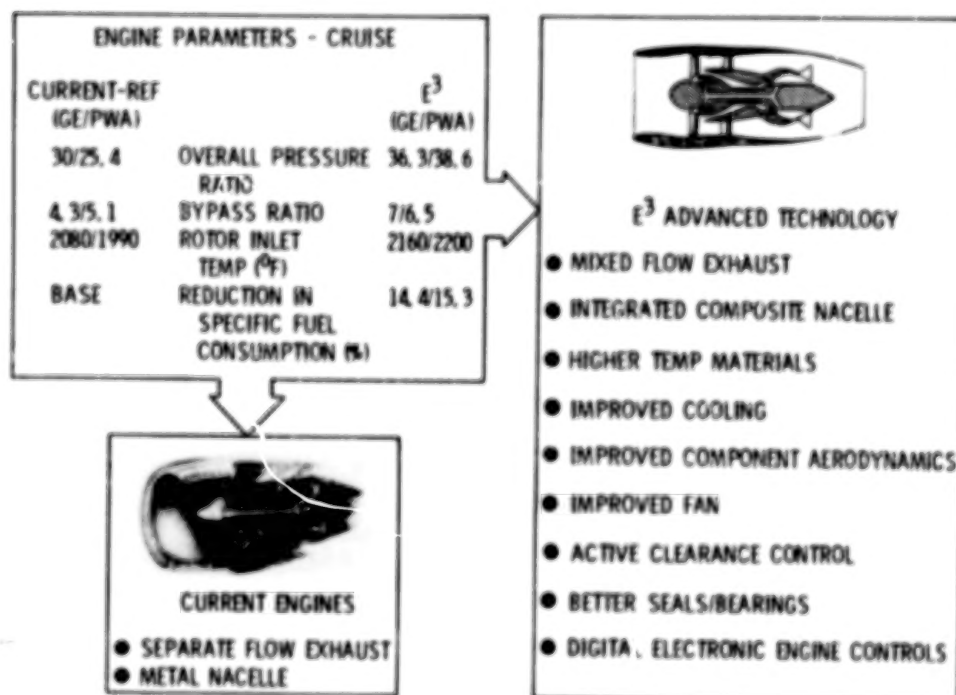 ENGINE PARAMETERS - CRUISE
CURRENT-REF E³
(GE/PWA) (GE/PWA)
30/25.4 OVERALL PRESSURE 36.3/38.6
RATIO
4.3/5.1 BYPASS RATIO 7/6.5
2080/1990 ROTOR INLET 2160/2200
TEMP (°F)
BASE REDUCTION IN 14.4/15.3
SPECIFIC FUEL
CONSUMPTION (%)
CURRENT ENGINES
● SEPARATE FLOW EXHAUST
● METAL NACELLE
E³ ADVANCED TECHNOLOGY
● MIXED FLOW EXHAUST
● INTEGRATED COMPOSITE NACELLE
● HIGHER TEMP MATERIALS
● IMPROVED COOLING
● IMPROVED COMPONENT AERODYNAMICS
● IMPROVED FAN
● ACTIVE CLEARANCE CONTROL
● BETTER SEALS/BEARINGS
● DIGITA. ELECTRONIC ENGINE CONTROLS